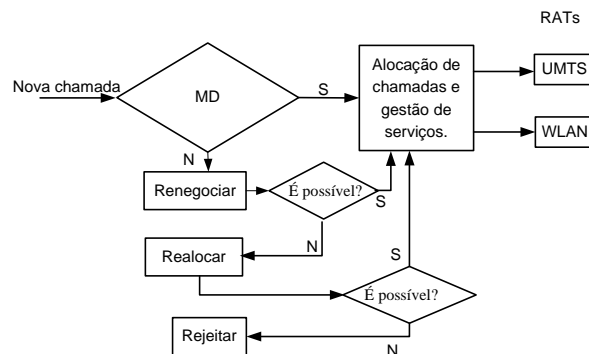 RATs
Nova chamada
MD
S
Alocação de
chamadas e
gestão de
serviços.
UMTS
WLAN
N
Renegociar
É possível?
S
N
Realocar
S
É possível?
Rejeitar
N